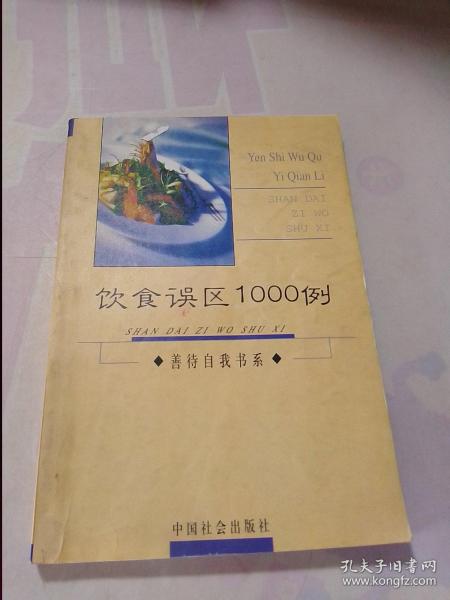 Yen Shi Wu Qu
Yi Qian Li
SHAN DAI
ZI WO
SHU XI
饮食误区1000例
SHAN DAI ZI WO SHU XI
◆善待自我书系◆
中国社会出版社
孔夫子旧书网
www.kongfz.com